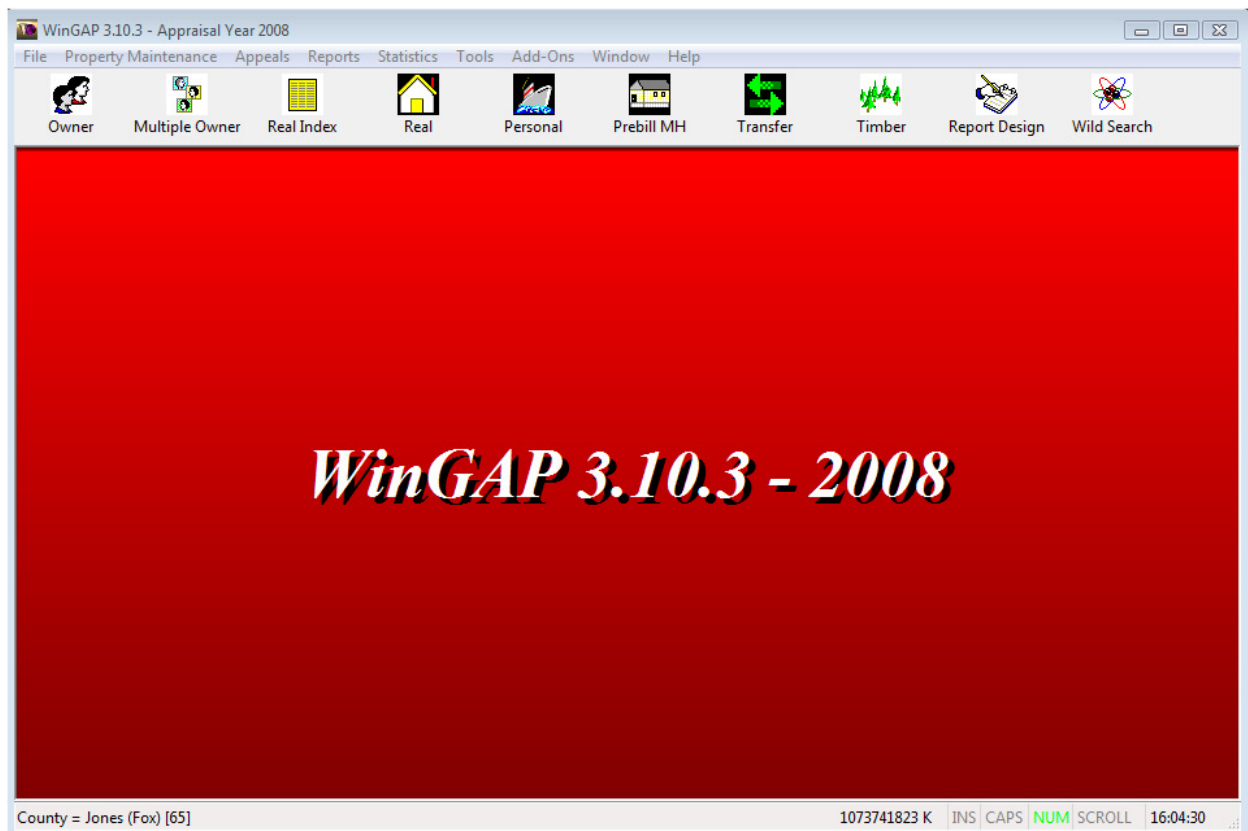 WinGAP 3.10.3 - Appraisal Year 2008
File Property Maintenance Appeals Reports Statistics Tools Add-Ons Window Help
Owner Multiple Owner Real Index Real Personal Prebill MH Transfer Timber Report Design Wild Search
WinGAP 3.10.3 - 2008
County = Jones (Fox) [65] 1073741823 K INS CAPS NUM SCROLL 16:04:30